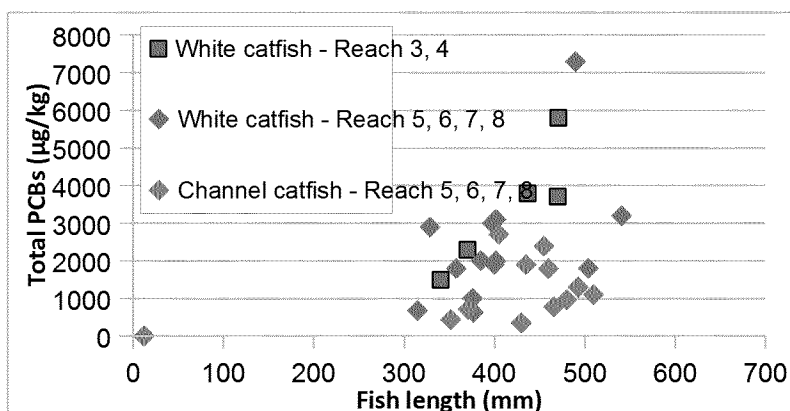 8000
7000
6000
5000
4000
3000
2000
1000
0
Total PCBs (µg/kg)
White catfish - Reach 3, 4
White catfish - Reach 5, 6, 7, 8
Channel catfish - Reach 5, 6, 7, 8
0 100 200 300 400 500 600 700
Fish length (mm)